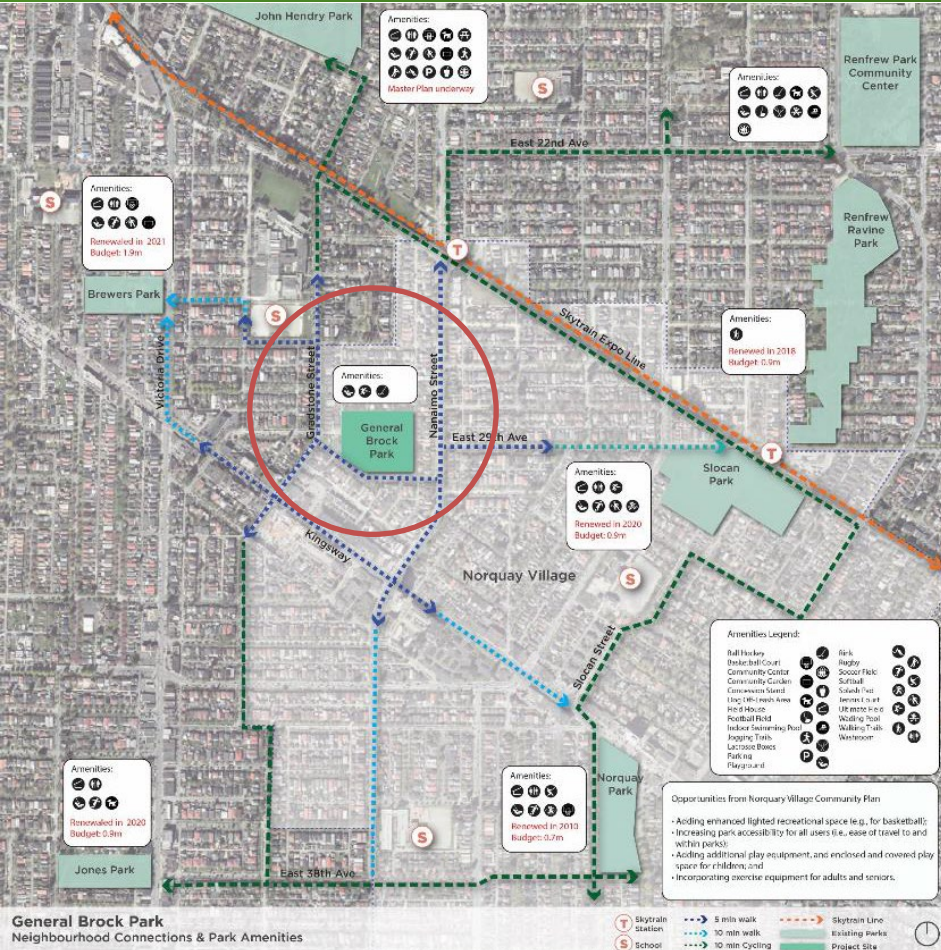 John Hendry Park
Amenities:
Master Plan underway
S
Renfrew Park
Community
Center
Amenities:
East 22nd Ave
S
Amenities:
Renewaled in 2021
Budget: 1.9m
Renfrew
Ravine
Park
T
Brewers Park
S
Skytrain Expo Line
Amenities:
Renewed in 2018
Budget: 0.9m
Victoria Drive
Gradstone Street
Nanaimo Street
Amenities:
General
Brock
Park
East 29th Ave
T
Slocan
Park
Amenities:
Renewed in 2020
Budget: 0.9m
Kingsway
Norquay Village
S
Slocan Street
Amenities Legend:
Ball Hockey
Basketball Court
Community Center
Community Garden
Concession Stand
Dog Off-Leash Area
Field House
Football Field
Indoor Swimming Pool
Jogging Trails
Lacrosse Boxes
Parking
P
Playground
Rink
Rugby
Soccer Field
Softball
Splash Pad
Tennis Court
Ultimate Field
Wading Pool
Walking Trails
Washroom
Amenities:
Renewaled in 2020
Budget: 0.9m
Jones Park
S
Amenities:
Renewed in 2010
Budget: 0.7m
Norquay
Park
Opportunities from Norquay Village Community Plan
• Adding enhanced lighted recreational space (e.g., for basketball);
• Increasing park accessibility for all users (i.e., ease of travel to and
within parks);
• Adding additional play equipment, and enclosed and covered play
space for children; and
• Incorporating exercise equipment for adults and seniors.
East 38th Ave
General Brock Park
Neighbourhood Connections & Park Amenities
T Skytrain
Station
S School
5 min walk
10 min walk
10 min Cycling
Skytrain Line
Existing Parks
Project Site